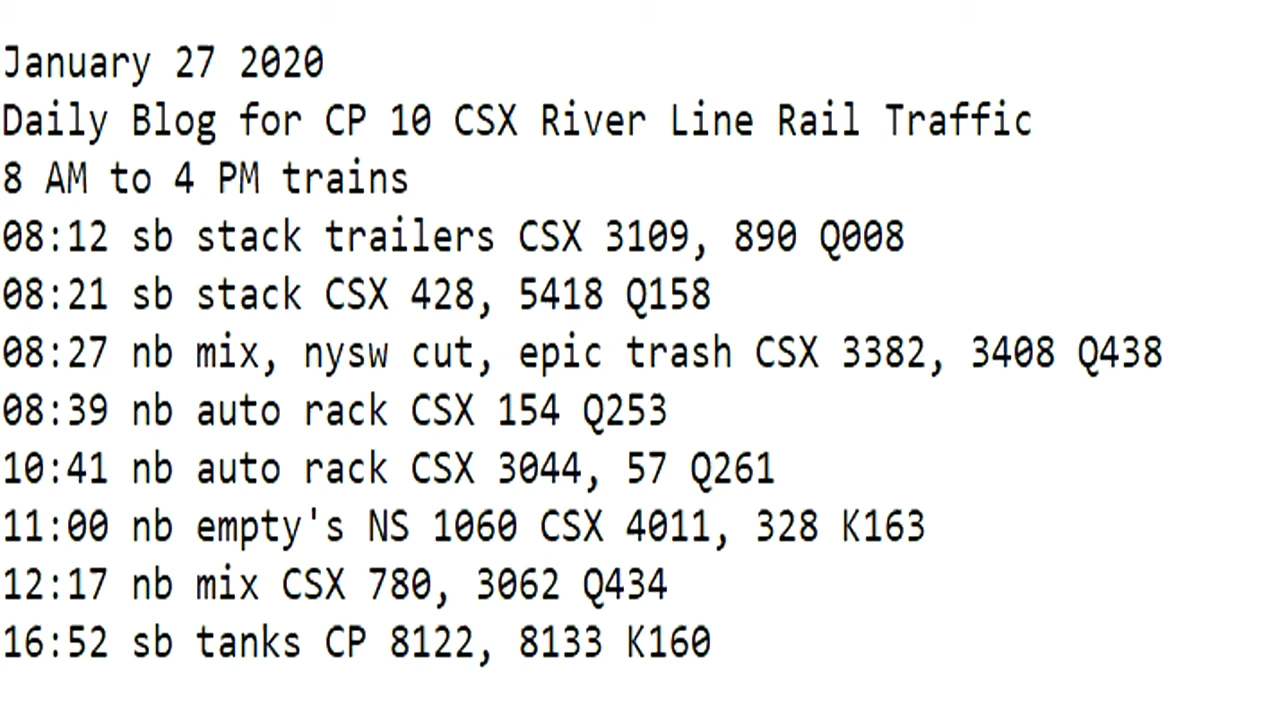 January 27 2020
Daily Blog for CP 10 CSX River Line Rail Traffic
8 AM to 4 PM trains
08:12 sb stack trailers CSX 3109, 890 Q008
08:21 sb stack CSX 428, 5418 Q158
08:27 nb mix, nysw cut, epic trash CSX 3382, 3408 Q438
08:39 nb auto rack CSX 154 Q253
10:41 nb auto rack CSX 3044, 57 Q261
11:00 nb empty's NS 1060 CSX 4011, 328 K163
12:17 nb mix CSX 780, 3062 Q434
16:52 sb tanks CP 8122, 8133 K160